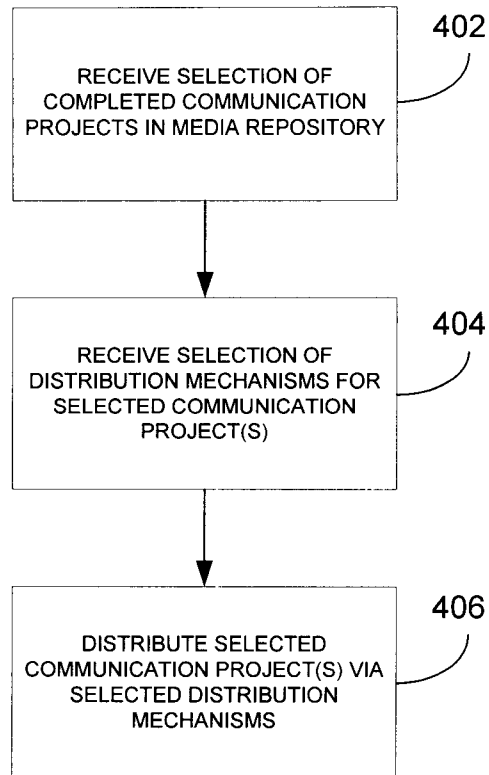 402
RECEIVE SELECTION OF
COMPLETED COMMUNICATION
PROJECTS IN MEDIA REPOSITORY
404
RECEIVE SELECTION OF
DISTRIBUTION MECHANISMS FOR
SELECTED COMMUNICATION
PROJECT(S)
406
DISTRIBUTE SELECTED
COMMUNICATION PROJECT(S) VIA
SELECTED DISTRIBUTION
MECHANISMS